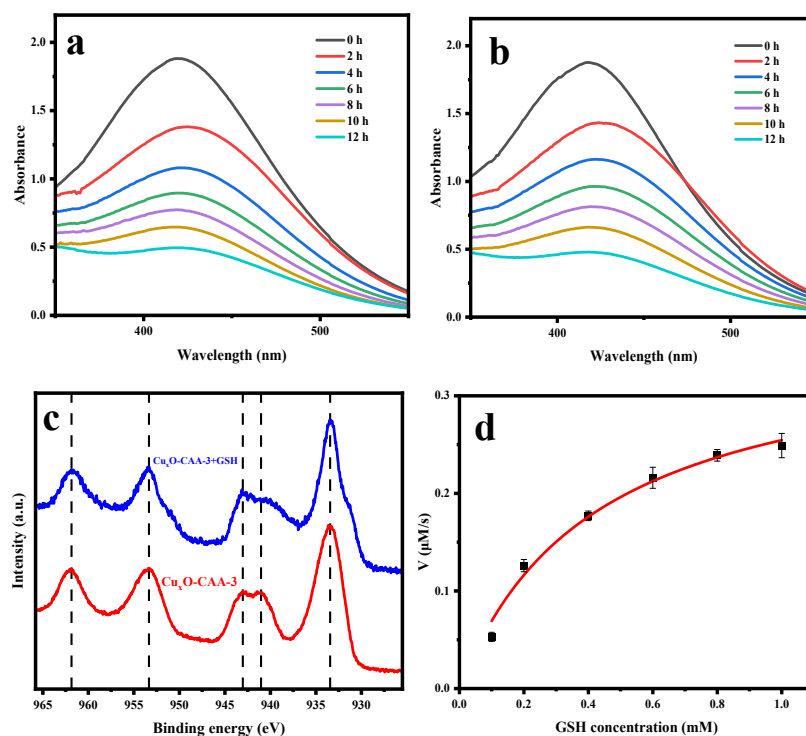 a
0 h
2 h
4 h
6 h
8 h
10 h
12 h
2.0
1.5
1.0
0.5
0.0
Absorbance
400
500
Wavelength (nm)
b
0 h
2 h
4 h
6 h
8 h
10 h
12 h
2.0
1.5
1.0
0.5
0.0
Absorbance
400
500
Wavelength (nm)
c
CuxO-CAA-3+GSH
CuxO-CAA-3
Intensity (a.u.)
965 960 955 950 945 940 935 930
Binding energy (eV)
d
0.3
0.2
0.1
0.0
V (μM/s)
0.2 0.4 0.6 0.8 1.0
GSH concentration (mM)